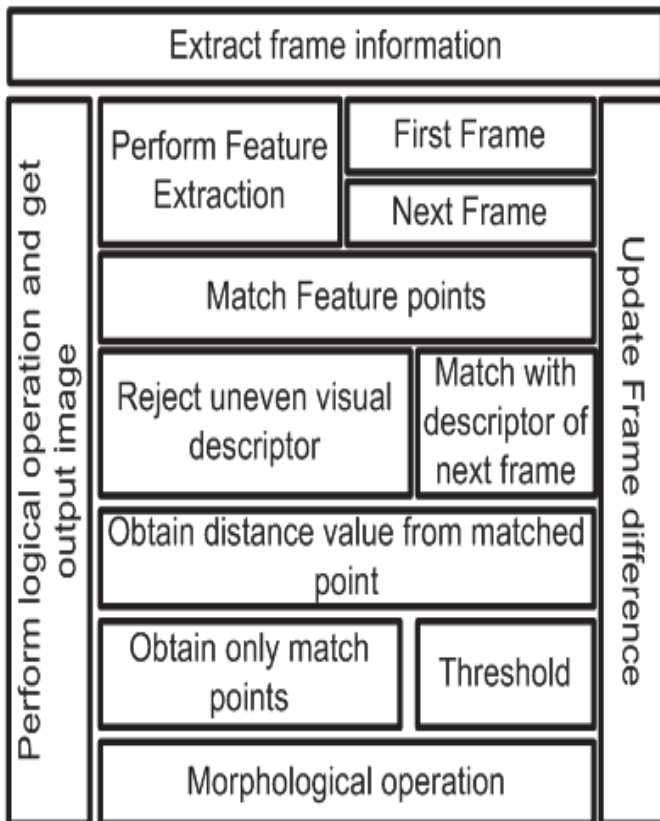 Extract frame information
Perform logical operation and get
output image
Perform Feature
Extraction
First Frame
Next Frame
Match Feature points
Reject uneven visual
descriptor
Match with
descriptor of
next frame
Obtain distance value from matched
point
Obtain only match
points
Threshold
Morphological operation
Update Frame difference